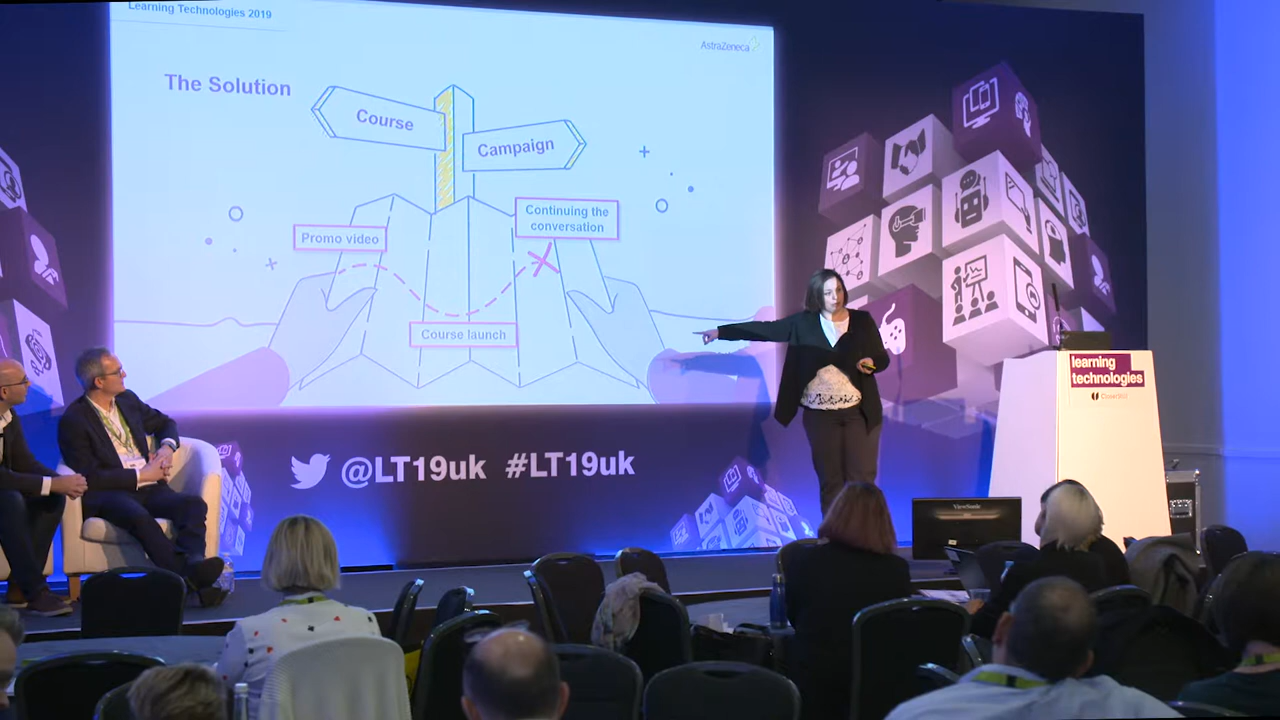 Learning Technologies 2019
AstraZeneca
The Solution
Course
Campaign
Continuing the
conversation
Promo video
Course launch
learning
technologies
CloserStill
@LT19uk #LT19uk
ViewSonic